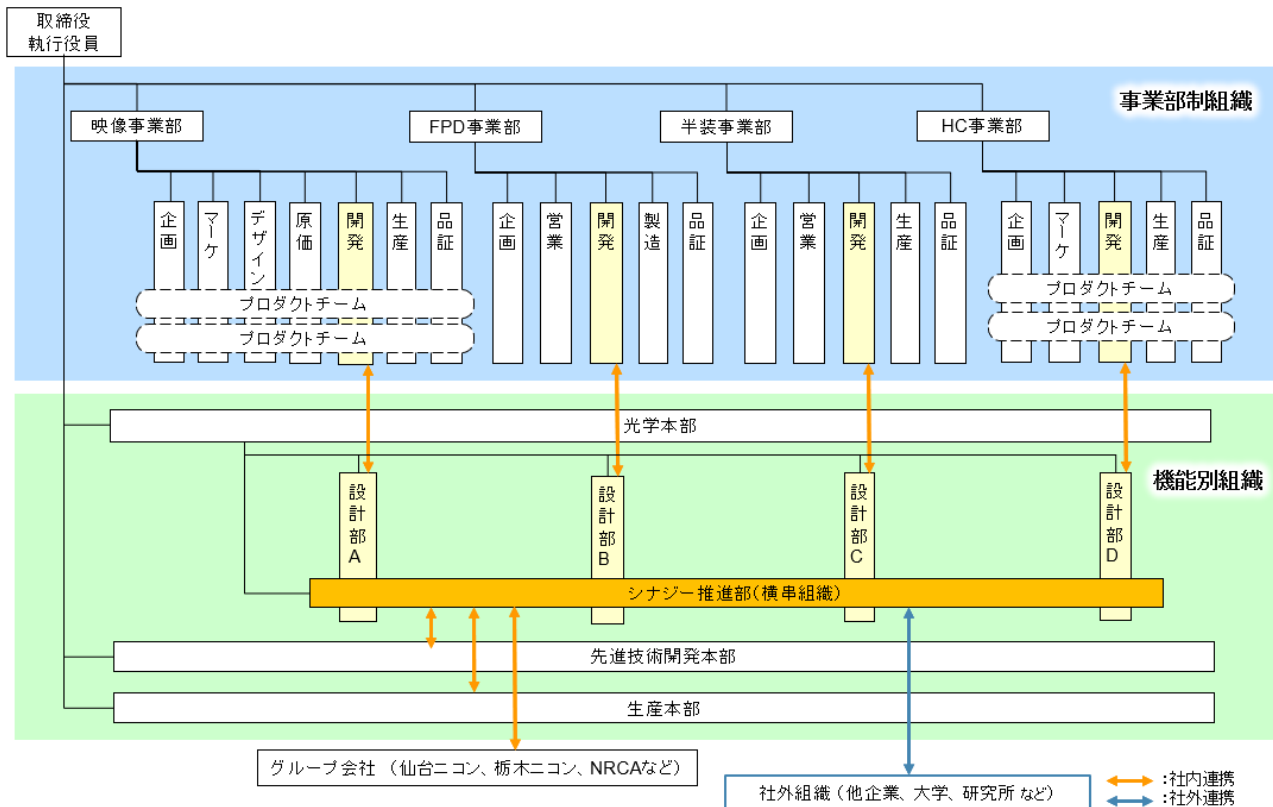 取締役
執行役員
事業部制組織
映像事業部
FPD事業部
半装事業部
HC事業部
企画
マーケ
デザイン
原価
開発
生産
品証
企画
営業
開発
製造
品証
企画
営業
開発
生産
品証
企画
マーケ
開発
生産
品証
プロダクトチーム
プロダクトチーム
プロダクトチーム
プロダクトチーム
光学本部
機能別組織
設計部A
設計部B
設計部C
設計部D
シナジー推進部(横串組織)
先進技術開発本部
生産本部
グループ会社 (仙台ニコン、栃木ニコン、NRCAなど)
社外組織(他企業、大学、研究所 など)
:社内連携
:社外連携